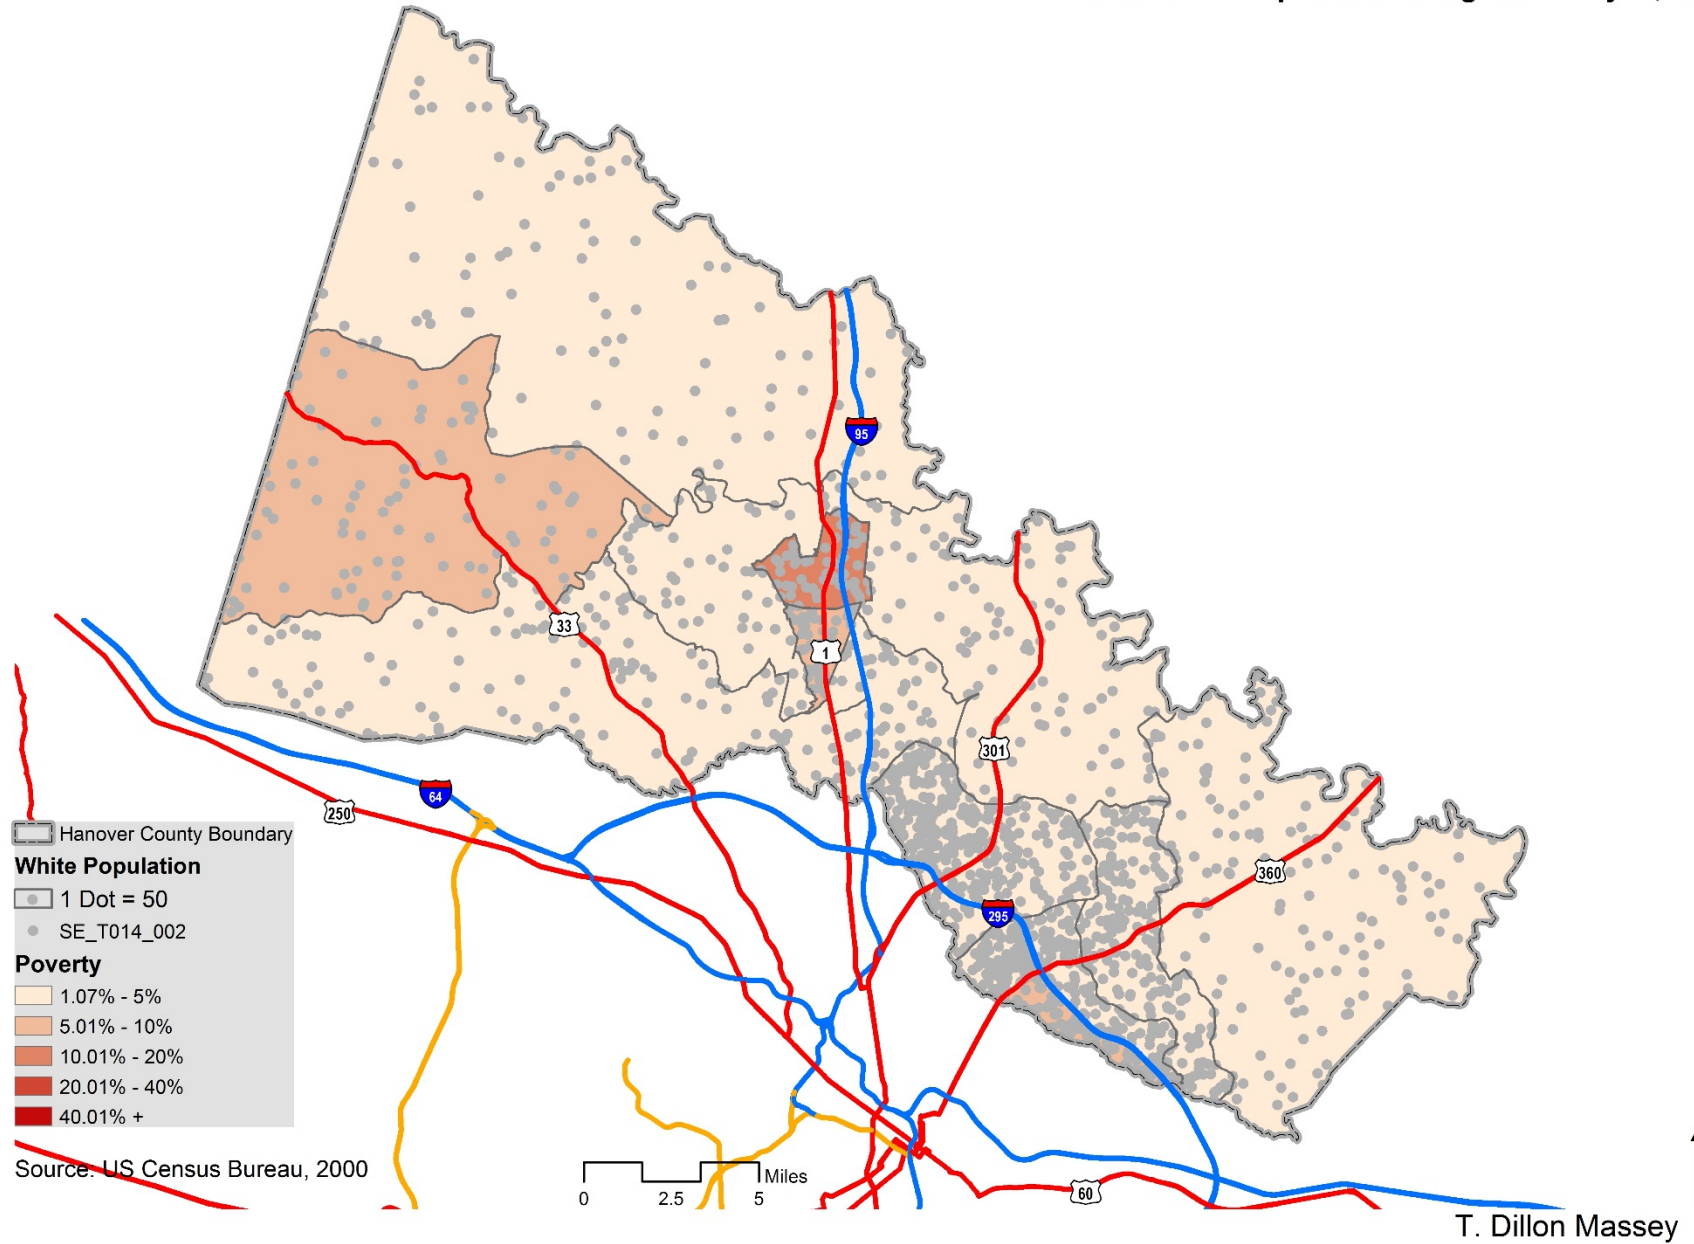 95
33
1
301
64
250
360
295
Hanover County Boundary
White Population
1 Dot = 50
SE_T014_002
Poverty
1.07% - 5%
5.01% - 10%
10.01% - 20%
20.01% - 40%
40.01% +
Source: US Census Bureau, 2000
Miles
0 2.5 5
60
T. Dillon Massey